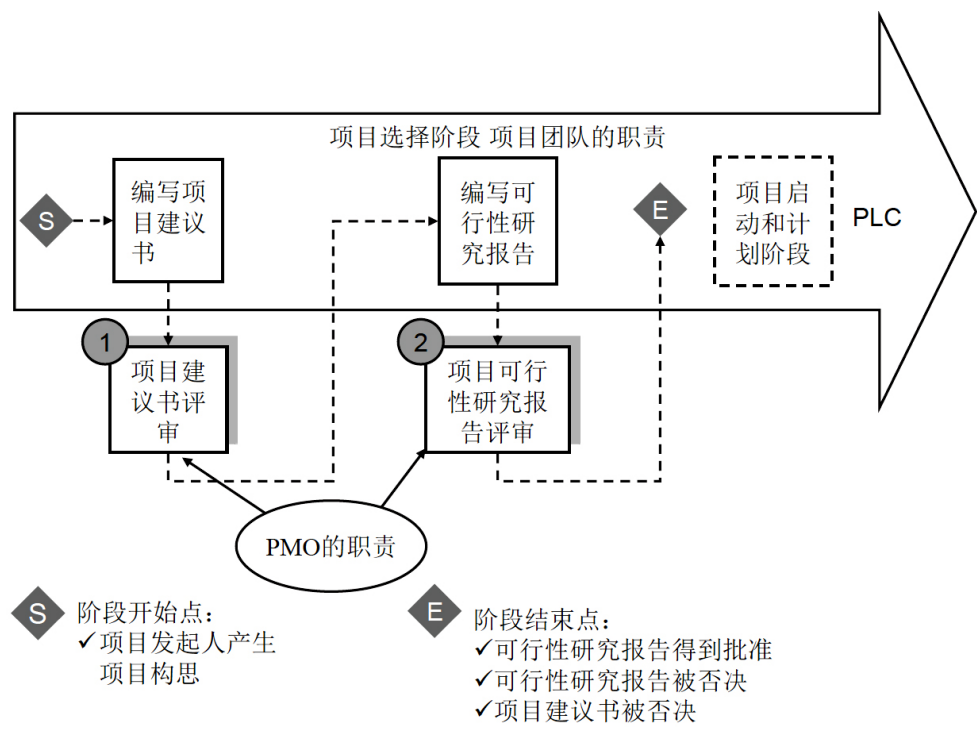 项目选择阶段 项目团队的职责
S
编写项
目建议
书
编写可
行性研
究报告
E
项目启
动和计
划阶段
PLC
1
项目建
议书评
审
2
项目可行
性研究报
告评审
PMO的职责
S
阶段开始点：
✓项目发起人产生
项目构思
E
阶段结束点：
✓可行性研究报告得到批准
✓可行性研究报告被否决
✓项目建议书被否决